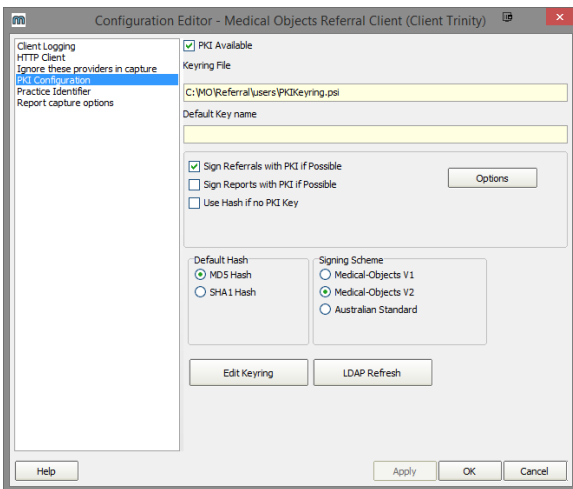 Configuration Editor - Medical Objects Referral Client (Client Trinity)
Client Logging
HTTP Client
Ignore these providers in capture
PKI Configuration
Practice Identifier
Report capture options
PKI Available
Keyring File
C:\MO\Referral\users\PKIKeyring.psi
Default Key name
Sign Referrals with PKI if Possible
Sign Reports with PKI if Possible
Use Hash if no PKI Key
Options
Default Hash
MD5 Hash
SHA1 Hash
Signing Scheme
Medical-Objects V1
Medical-Objects V2
Australian Standard
Edit Keyring
LDAP Refresh
Help
Apply
OK
Cancel